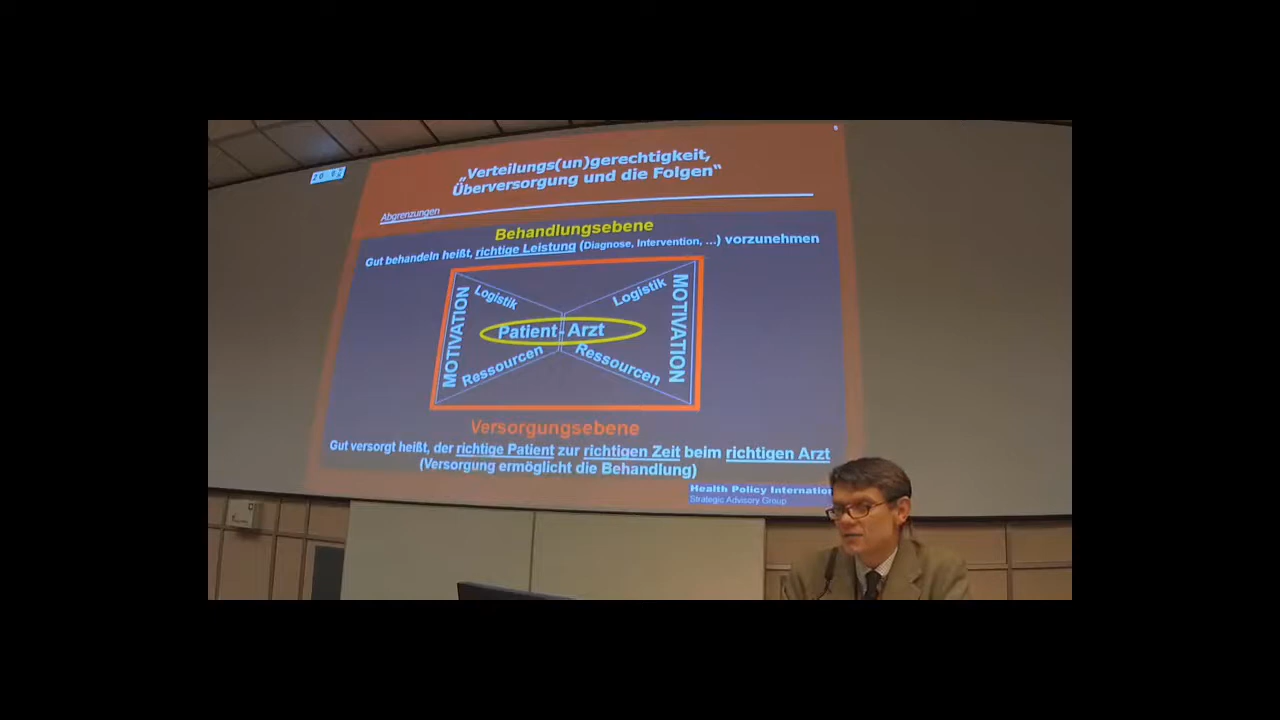 „Verteilungs(un)gerechtigkeit,
Überversorgung und die Folgen“
Abgrenzungen
Behandlungsebene
Gut behandeln heißt, richtige Leistung (Diagnose, Intervention, ...) vorzunehmen
MOTIVATION
Logistik
Logistik
MOTIVATION
Patient-Arzt
Ressourcen
Ressourcen
Versorgungsebene
Gut versorgt heißt, der richtige Patient zur richtigen Zeit beim richtigen Arzt
(Versorgung ermöglicht die Behandlung)
Health Policy Internation
Strategic Advisory Group